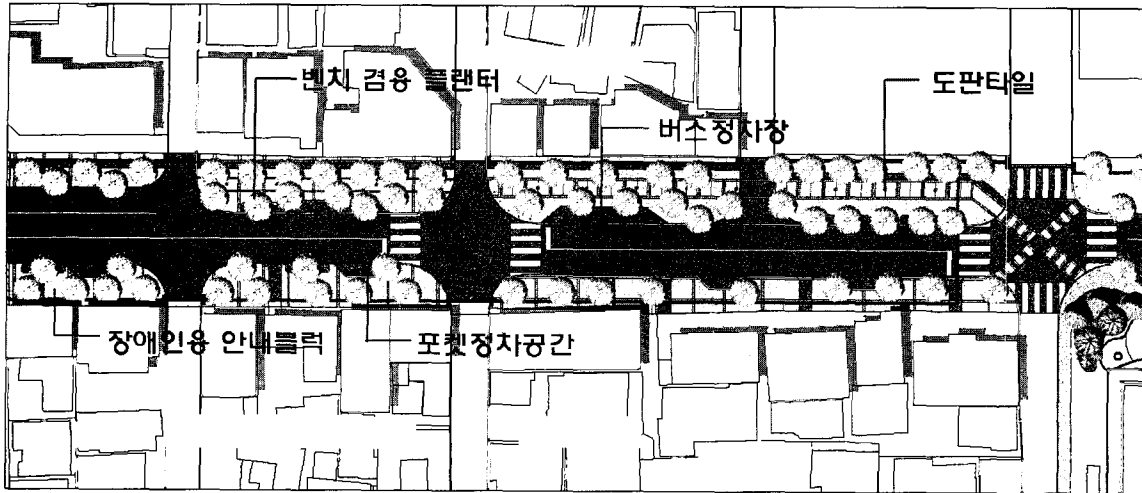 벤치 겸용 플랜터
도판타일
버스정차장
장애인용 안내블럭
포켓정차공간